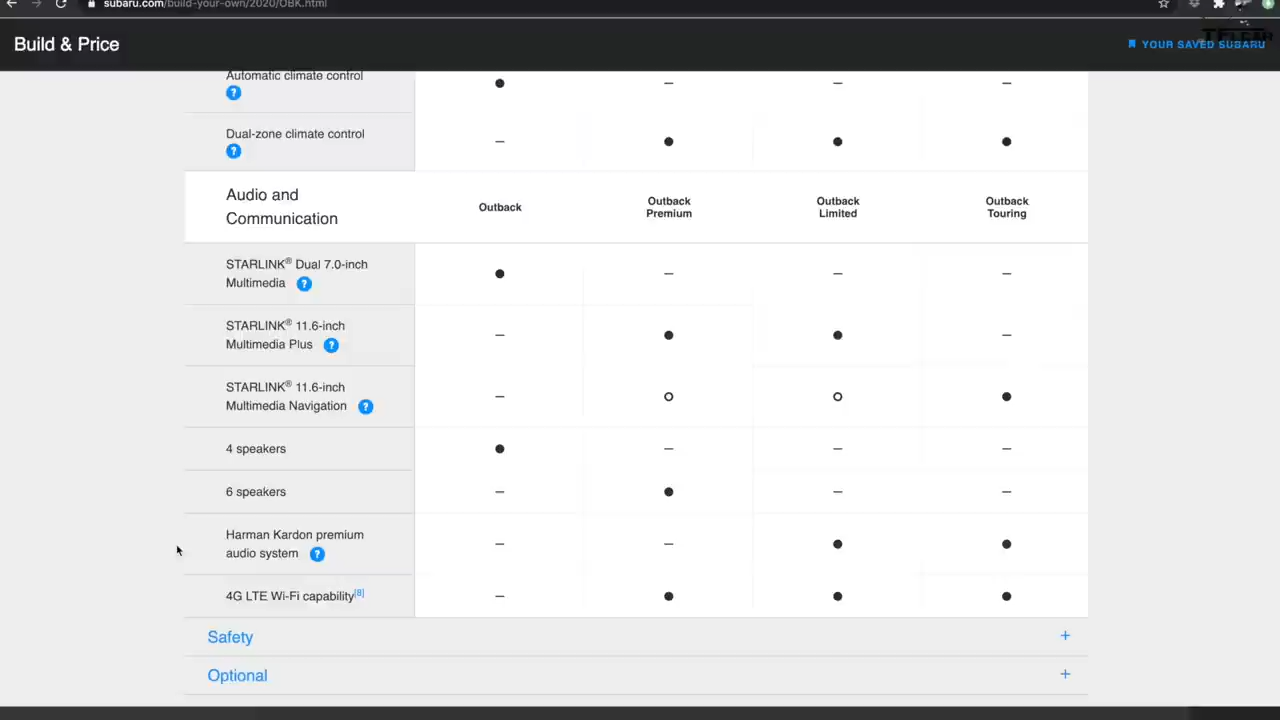 subaru.com/build-your-own/2020/OBK.html
Build & Price
YOUR SAVED SUBARU
Automatic climate control
?
Dual-zone climate control
?
Audio and
Communication
Outback
Outback
Premium
Outback
Limited
Outback
Touring
STARLINK® Dual 7.0-inch
Multimedia ?
STARLINK® 11.6-inch
Multimedia Plus ?
STARLINK® 11.6-inch
Multimedia Navigation ?
4 speakers
6 speakers
Harman Kardon premium
audio system ?
4G LTE Wi-Fi capability[8]
Safety +
Optional +